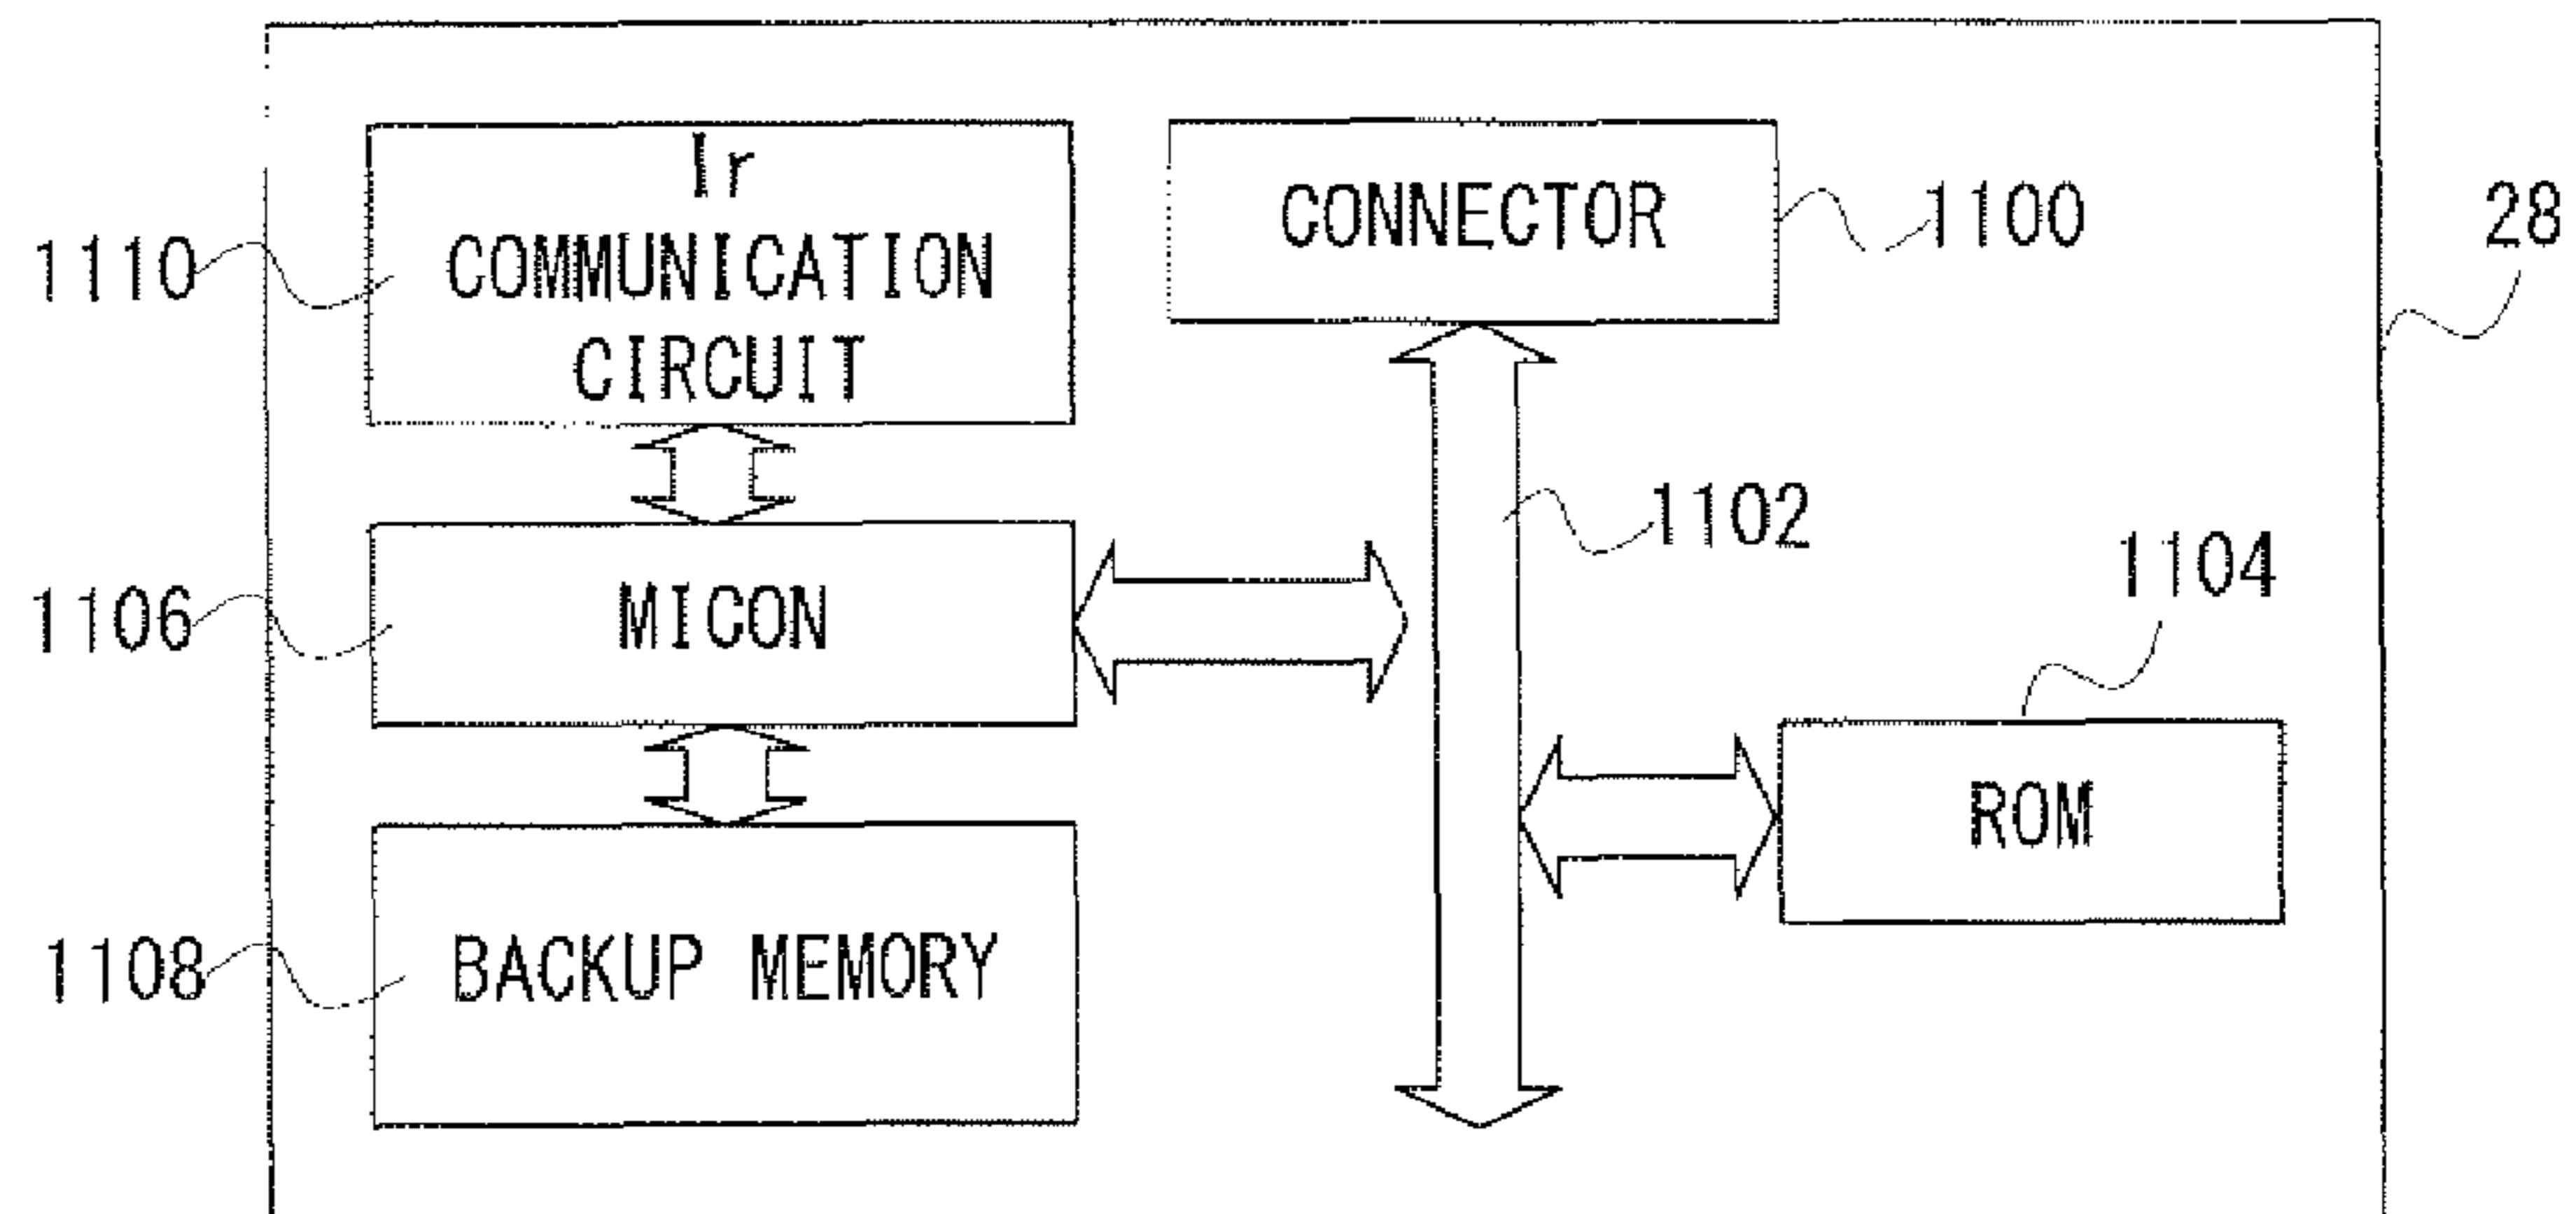 Ir
COMMUNICATION
CIRCUIT
1110
CONNECTOR
1100
28
1102
MICON
1106
1104
ROM
BACKUP MEMORY
1108